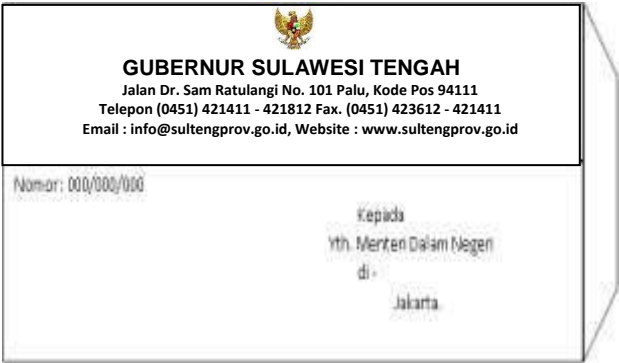 GUBERNUR SULAWESI TENGAH
Jalan Dr. Sam Ratulangi No. 101 Palu, Kode Pos 94111
Telepon (0451) 421411 - 421812 Fax. (0451) 423612 - 421411
Email : info@sultengprov.go.id, Website : www.sultengprov.go.id
Nomor: 000/000/000
Kepada
Yth. Menteri Dalam Negeri
di -
Jakarta.